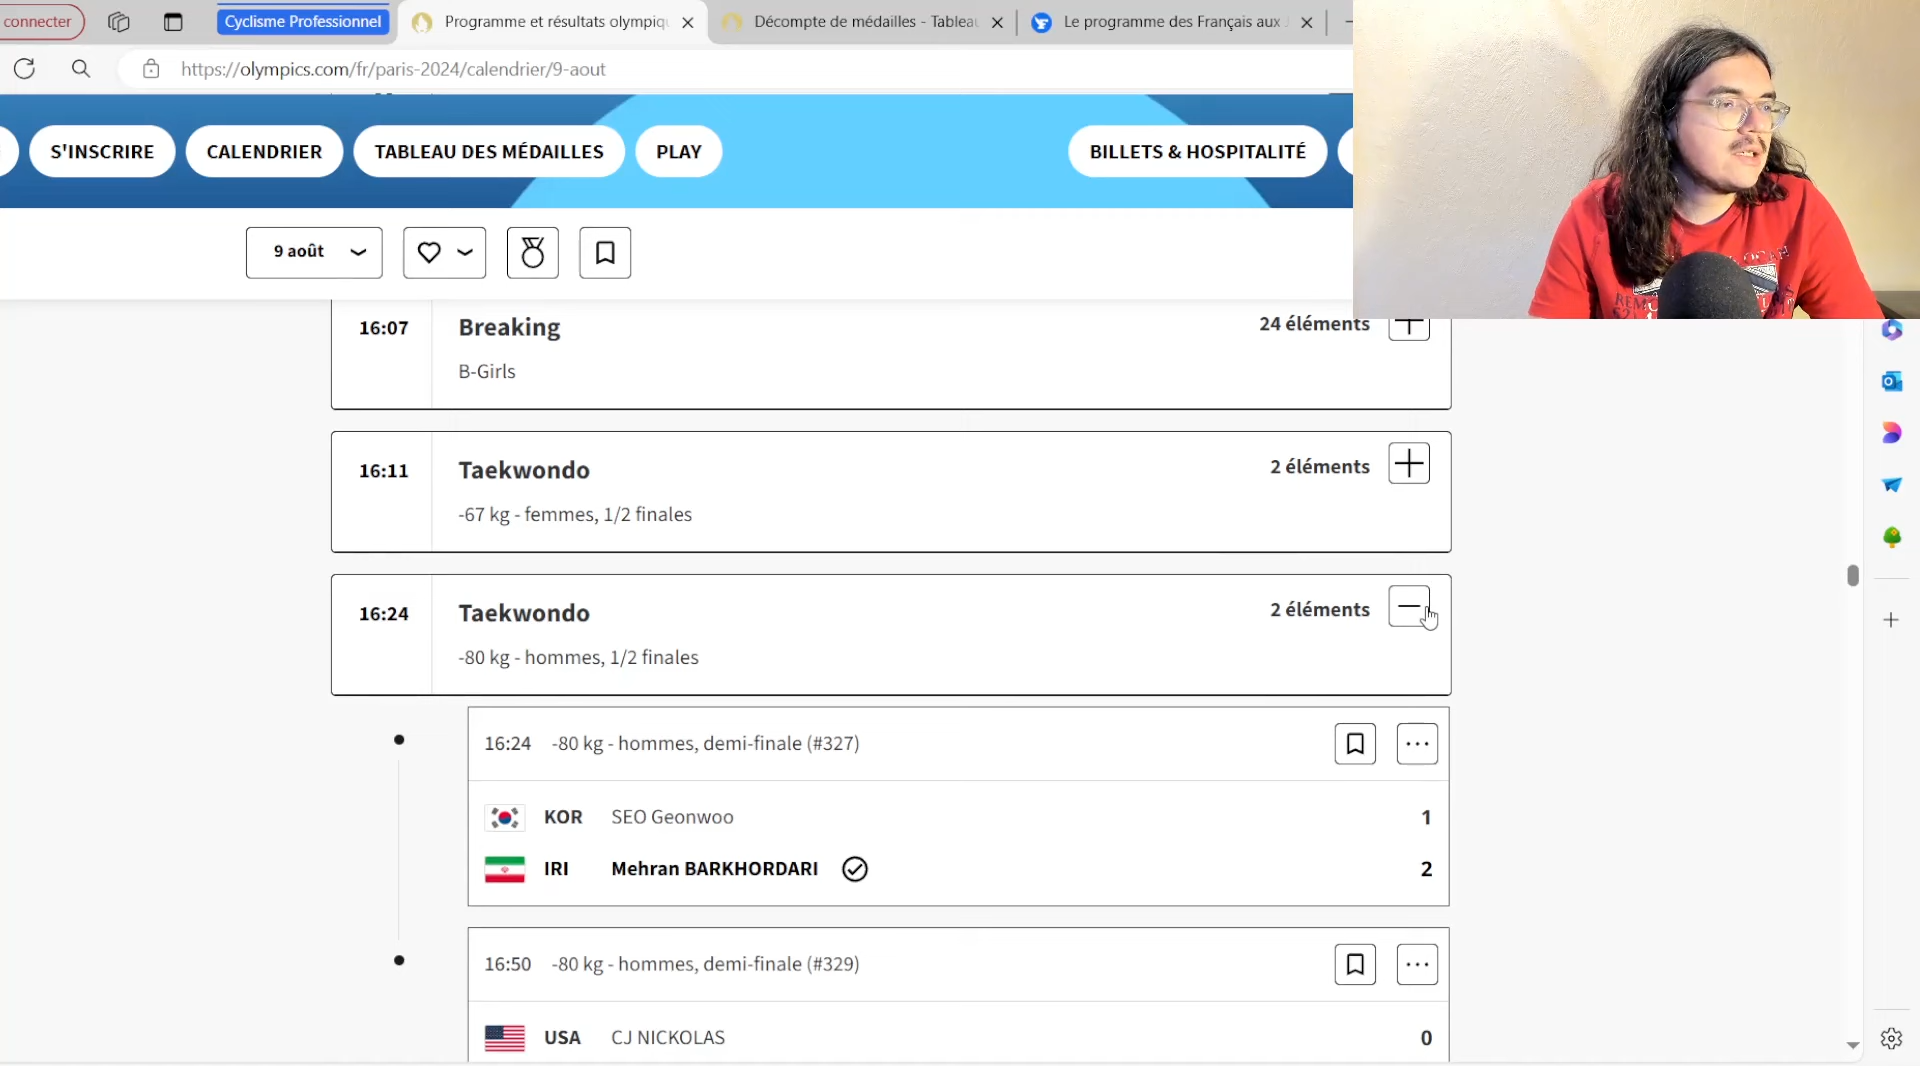 connecter
Cyclisme Professionnel
Programme et résultats olympiqu
Décompte de médailles - Tableau
Le programme des Français aux J
https://olympics.com/fr/paris-2024/calendrier/9-aout
S'INSCRIRE
CALENDRIER
TABLEAU DES MÉDAILLES
PLAY
BILLETS & HOSPITALITÉ
9 août
16:07
Breaking
24 éléments
B-Girls
16:11
Taekwondo
2 éléments
-67 kg - femmes, 1/2 finales
16:24
Taekwondo
2 éléments
-80 kg - hommes, 1/2 finales
16:24 -80 kg - hommes, demi-finale (#327)
KOR SEO Geonwoo 1
IRI Mehran BARKHORDARI 2
16:50 -80 kg - hommes, demi-finale (#329)
USA CJ NICKOLAS 0